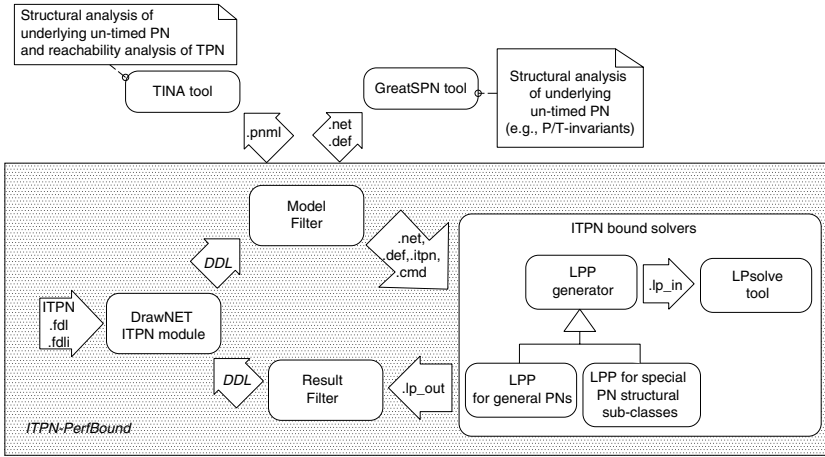 Structural analysis of
underlying un-timed PN
and reachability analysis of TPN
TINA tool
GreatSPN tool
Structural analysis
of underlying
un-timed PN
(e.g., P/T-invariants)
.pnml
.net
.def
Model
Filter
.net,
.def,.itpn,
.cmd
ITPN bound solvers
DDL
LPP
generator
.lp_in
LPsolve
tool
ITPN
.fdl
.fdli
DrawNET
ITPN module
DDL
Result
Filter
.lp_out
LPP
for general PNs
LPP for special
PN structural
sub-classes
ITPN-PerfBound